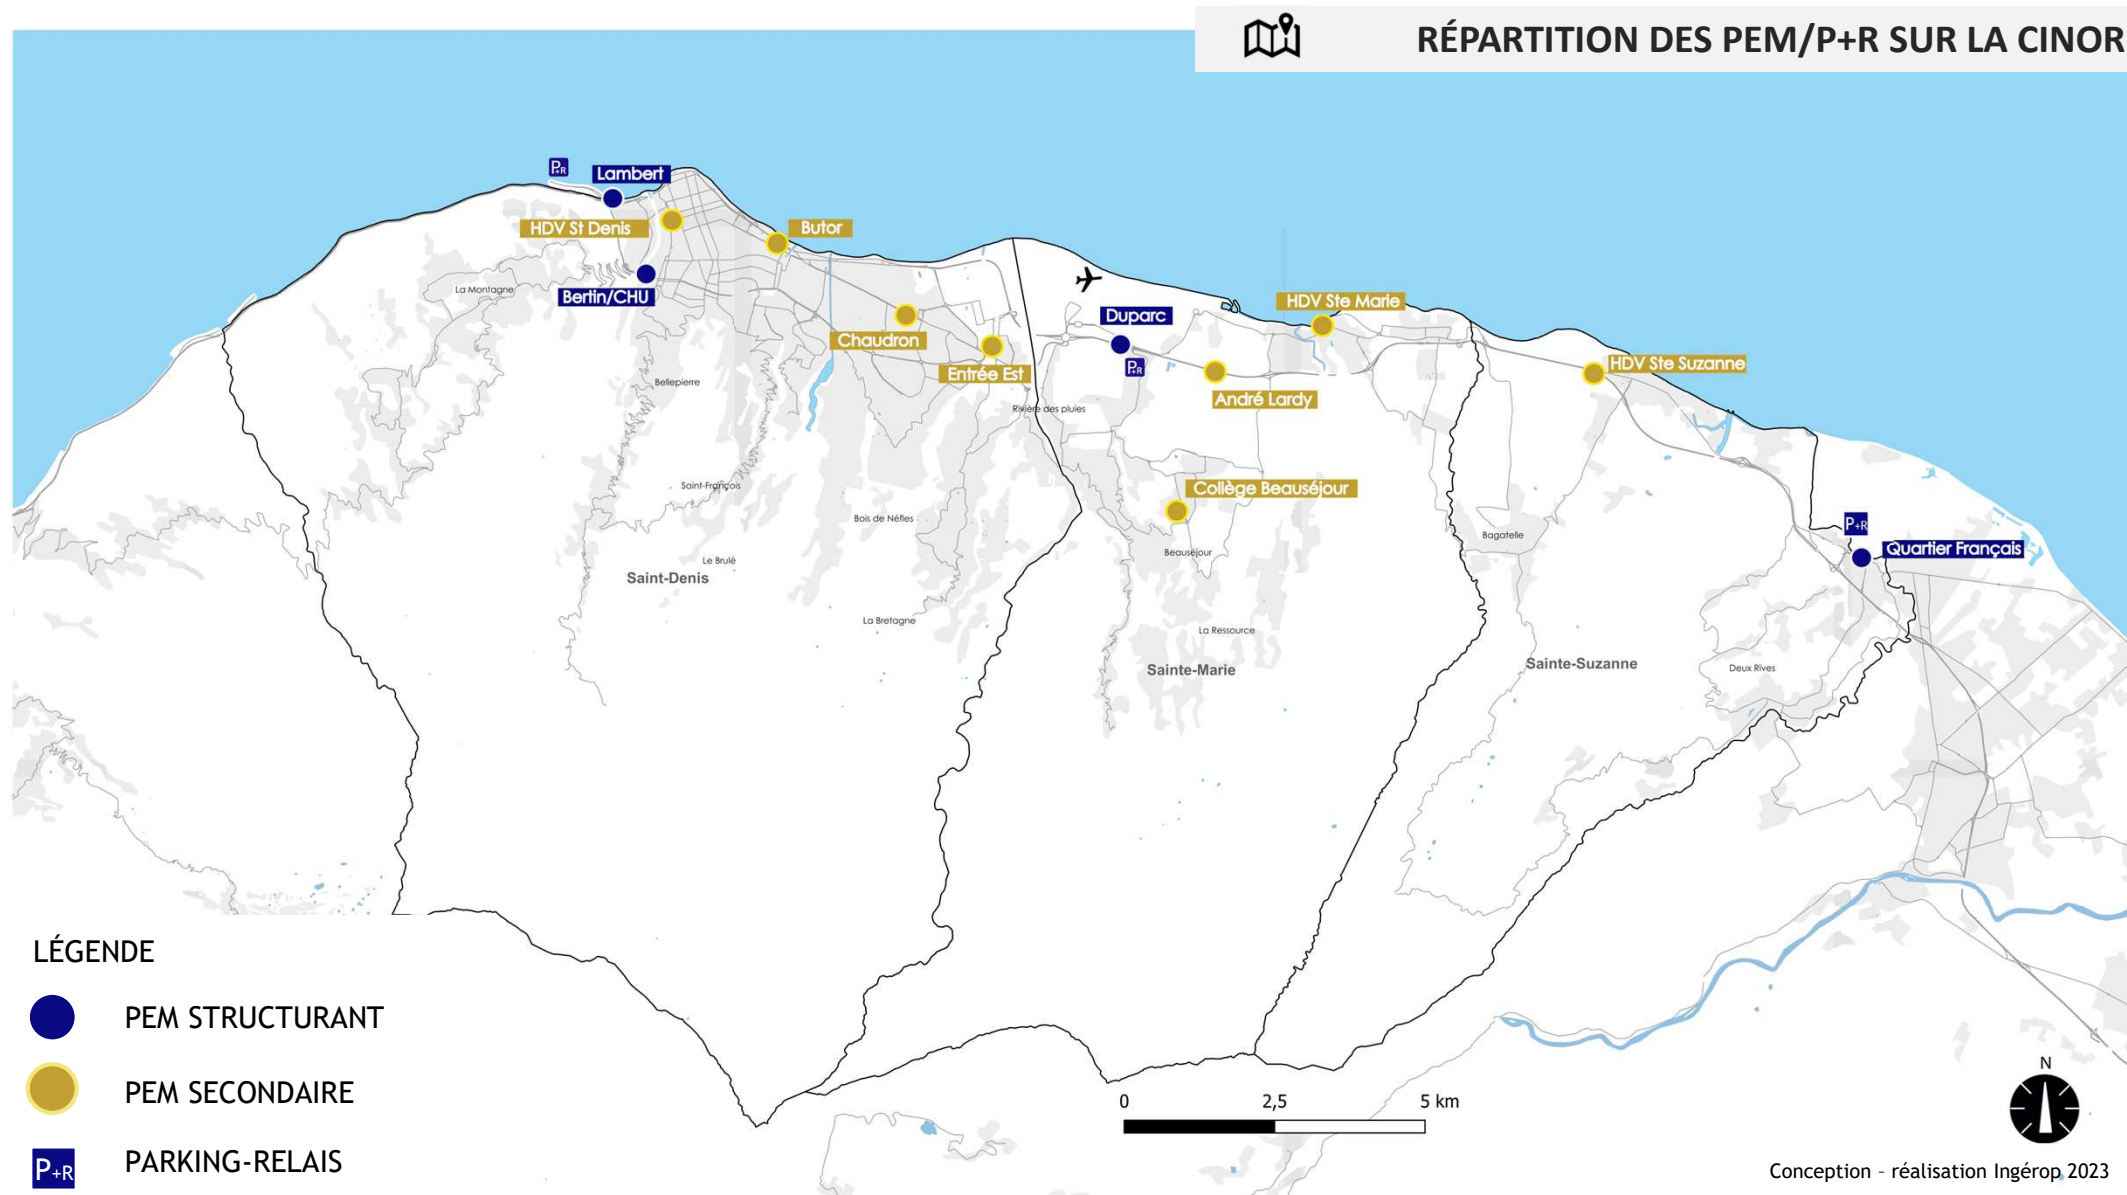 RÉPARTITION DES PEM/P+R SUR LA CINOR
P+R
Lambert
HDV St Denis
Butor
La Montagne
Bertin/CHU
HDV Ste Marie
Duparc
Chaudron
P+R
HDV Ste Suzanne
Entrée Est
Bellepierre
André Lardy
Rivière des pluies
Saint-François
Collège Beauséjour
Bois de Néfles
P+R
Bagatelle
Quartier Français
Beauséjour
Le Brulé
Saint-Denis
La Bretagne
La Ressource
Sainte-Marie
Sainte-Suzanne
Deux Rives
LÉGENDE
PEM STRUCTURANT
PEM SECONDAIRE
P+R PARKING-RELAIS
0 2,5 5 km
N
Conception - réalisation Ingérop 2023